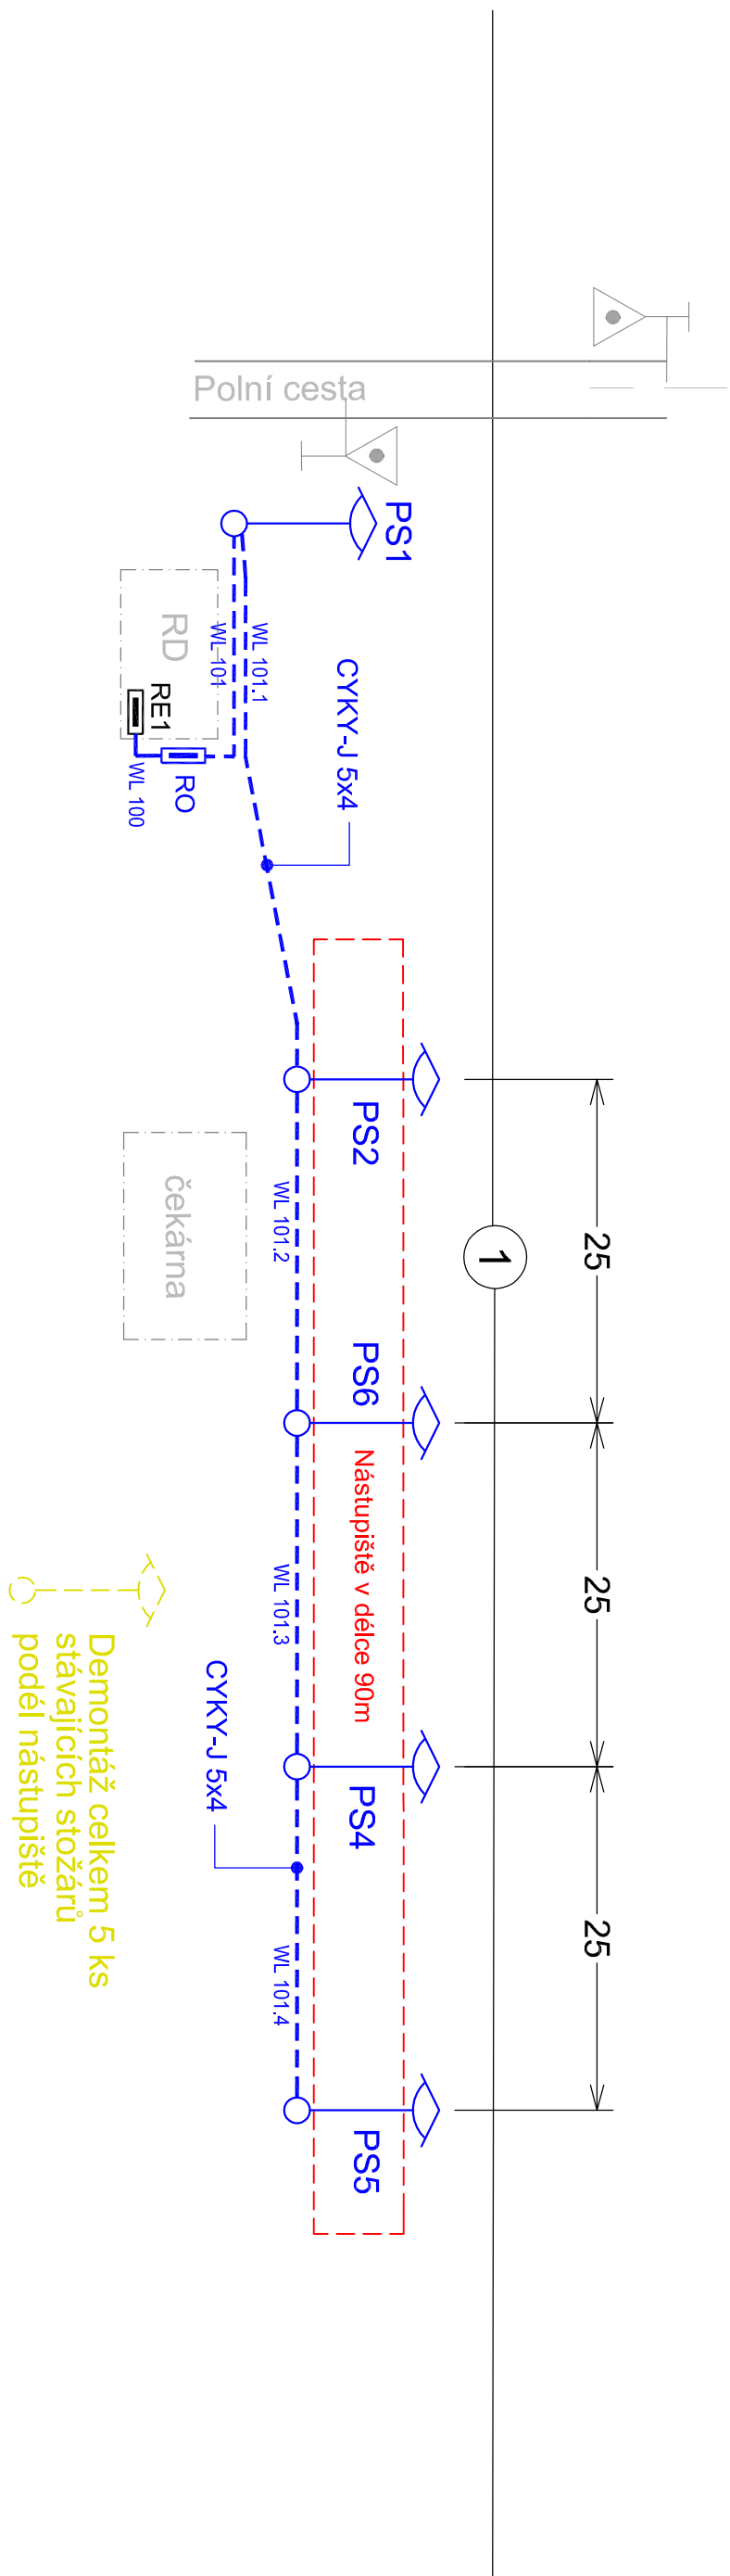 Polní cesta
PS1
RD
WL 101
WL 101.1
RE1
RO
WL 100
CYKY-J 5x4
PS2
25
1
čekárna
WL 101.2
PS6
Nástupiště v délce 90m
25
WL 101.3
CYKY-J 5x4
PS4
25
WL 101.4
PS5
Demontáž celkem 5 ks
stávajících stožárů
podél nástupiště